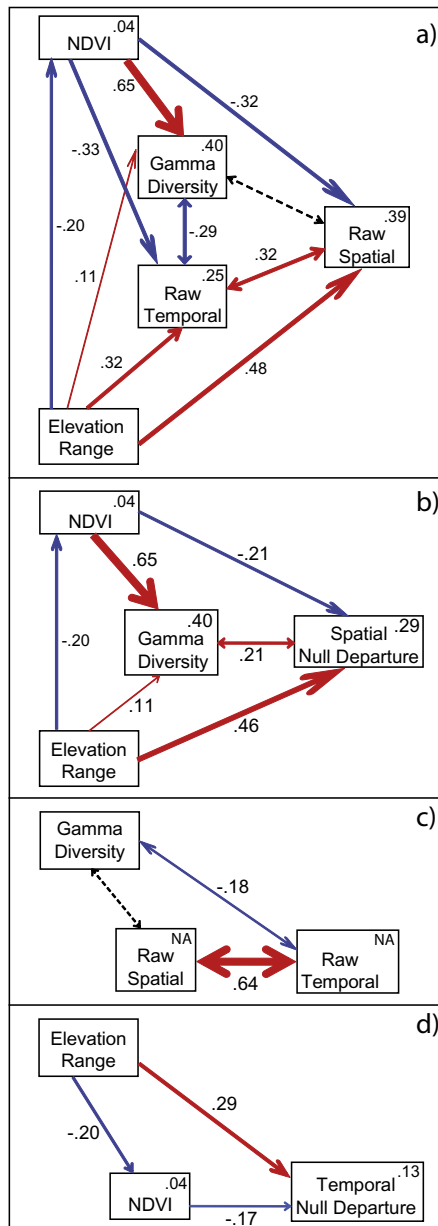 a)
.04
NDVI
.65
-.32
-.33
.40
Gamma
Diversity
.39
Raw
Spatial
-.29
-.20
.11
.25
Raw
Temporal
.32
.32
.48
Elevation
Range
b)
.04
NDVI
.65
-.21
.40
Gamma
Diversity
.29
Spatial
Null Departure
.21
-.20
.11
.46
Elevation
Range
c)
Gamma
Diversity
-.18
NA
Raw
Spatial
NA
Raw
Temporal
.64
d)
Elevation
Range
.29
-.20
.04
NDVI
.13
Temporal
Null Departure
-.17